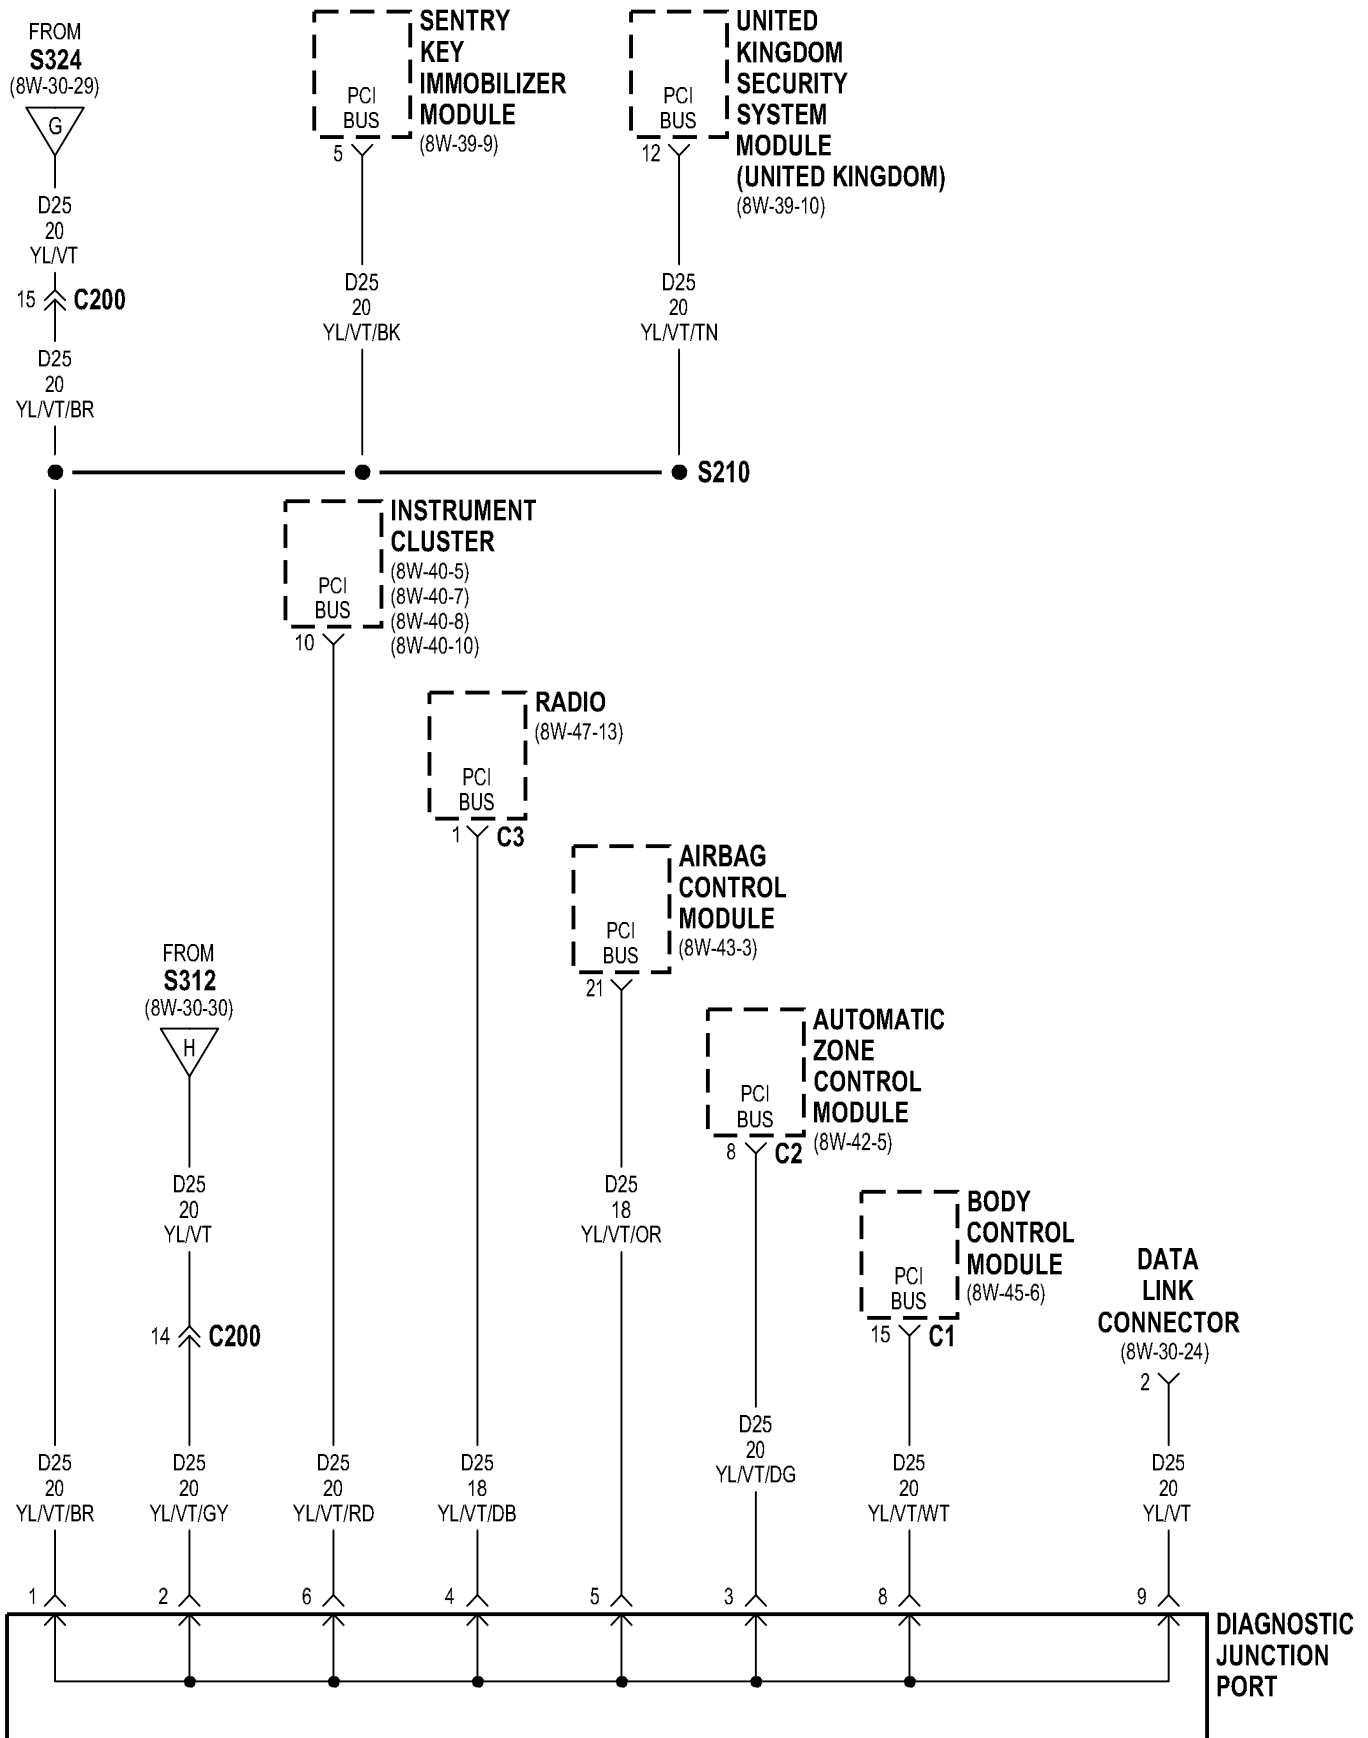 FROM
S324
(8W-30-29)
G
D25
20
YL/VT
15
C200
D25
20
YL/VT/BR
PCI
BUS
5
SENTRY
KEY
IMMOBILIZER
MODULE
(8W-39-9)
D25
20
YL/VT/BK
PCI
BUS
12
UNITED
KINGDOM
SECURITY
SYSTEM
MODULE
(UNITED KINGDOM)
(8W-39-10)
D25
20
YL/VT/TN
S210
PCI
BUS
10
INSTRUMENT
CLUSTER
(8W-40-5)
(8W-40-7)
(8W-40-8)
(8W-40-10)
PCI
BUS
1
C3
RADIO
(8W-47-13)
PCI
BUS
21
AIRBAG
CONTROL
MODULE
(8W-43-3)
FROM
S312
(8W-30-30)
H
D25
20
YL/VT
14
C200
D25
18
YL/VT/OR
PCI
BUS
8
C2
AUTOMATIC
ZONE
CONTROL
MODULE
(8W-42-5)
PCI
BUS
15
C1
BODY
CONTROL
MODULE
(8W-45-6)
DATA
LINK
CONNECTOR
(8W-30-24)
2
D25
20
YL/VT/BR
D25
20
YL/VT/GY
D25
20
YL/VT/RD
D25
18
YL/VT/DB
D25
20
YL/VT/DG
D25
20
YL/VT/WT
D25
20
YL/VT
1
2
6
4
5
3
8
9
DIAGNOSTIC
JUNCTION
PORT